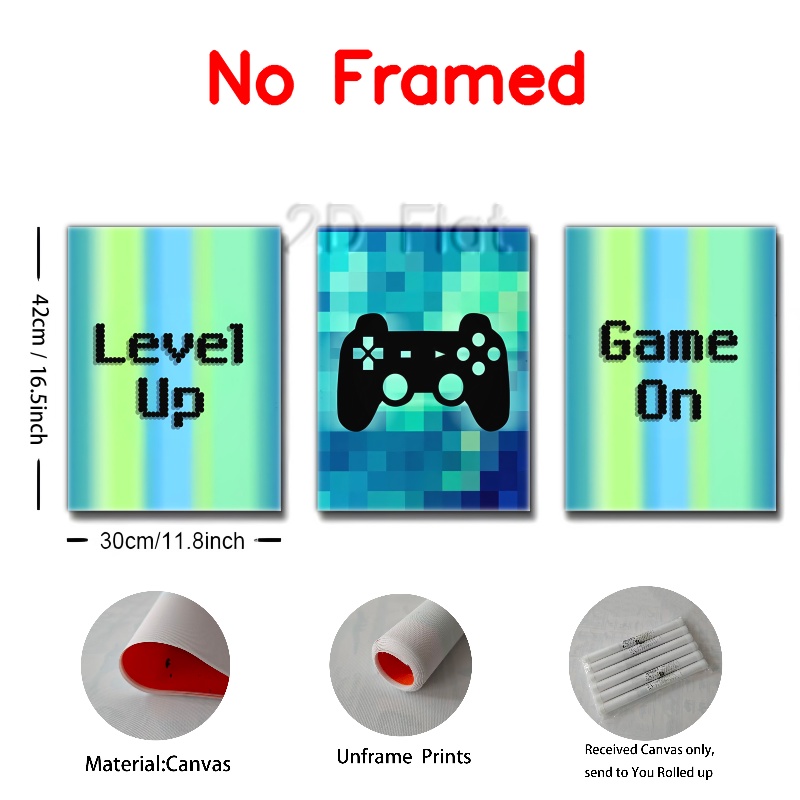 No Framed
2D Flat
Level
Up
Game
On
42cm / 16.5inch
30cm/11.8inch
Material:Canvas
Unframe Prints
Received Canvas only,
send to You Rolled up